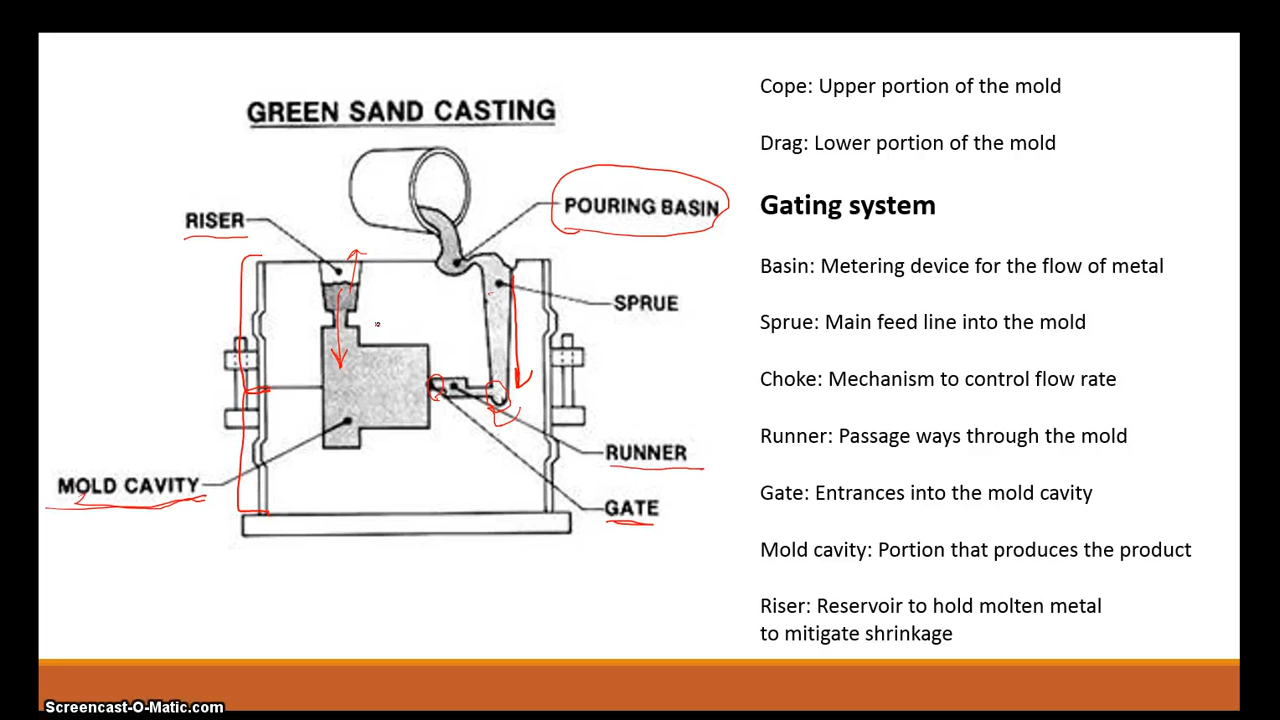 GREEN SAND CASTING
RISER
POURING BASIN
SPRUE
RUNNER
MOLD CAVITY
GATE
Cope: Upper portion of the mold
Drag: Lower portion of the mold
Gating system
Basin: Metering device for the flow of metal
Sprue: Main feed line into the mold
Choke: Mechanism to control flow rate
Runner: Passage ways through the mold
Gate: Entrances into the mold cavity
Mold cavity: Portion that produces the product
Riser: Reservoir to hold molten metal
to mitigate shrinkage
Screencast-O-Matic.com